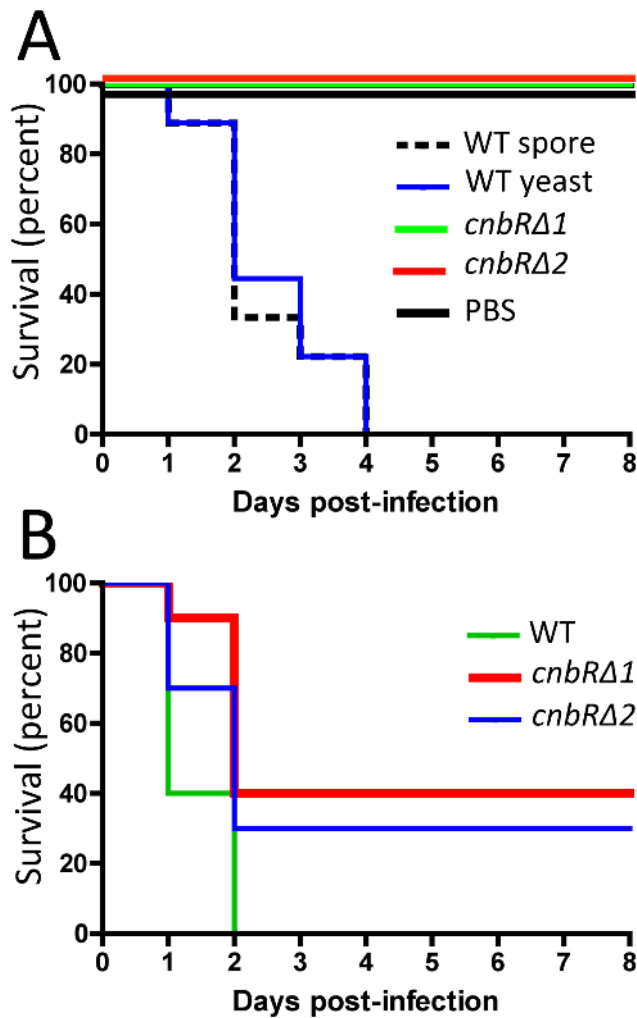 A
Survival (percent)
100
80
60
40
20
0
WT spore
WT yeast
cnbRΔ1
cnbRΔ2
PBS
0 1 2 3 4 5 6 7 8
Days post-infection
B
Survival (percent)
100
80
60
40
20
0
WT
cnbRΔ1
cnbRΔ2
0 1 2 3 4 5 6 7 8
Days post-infection